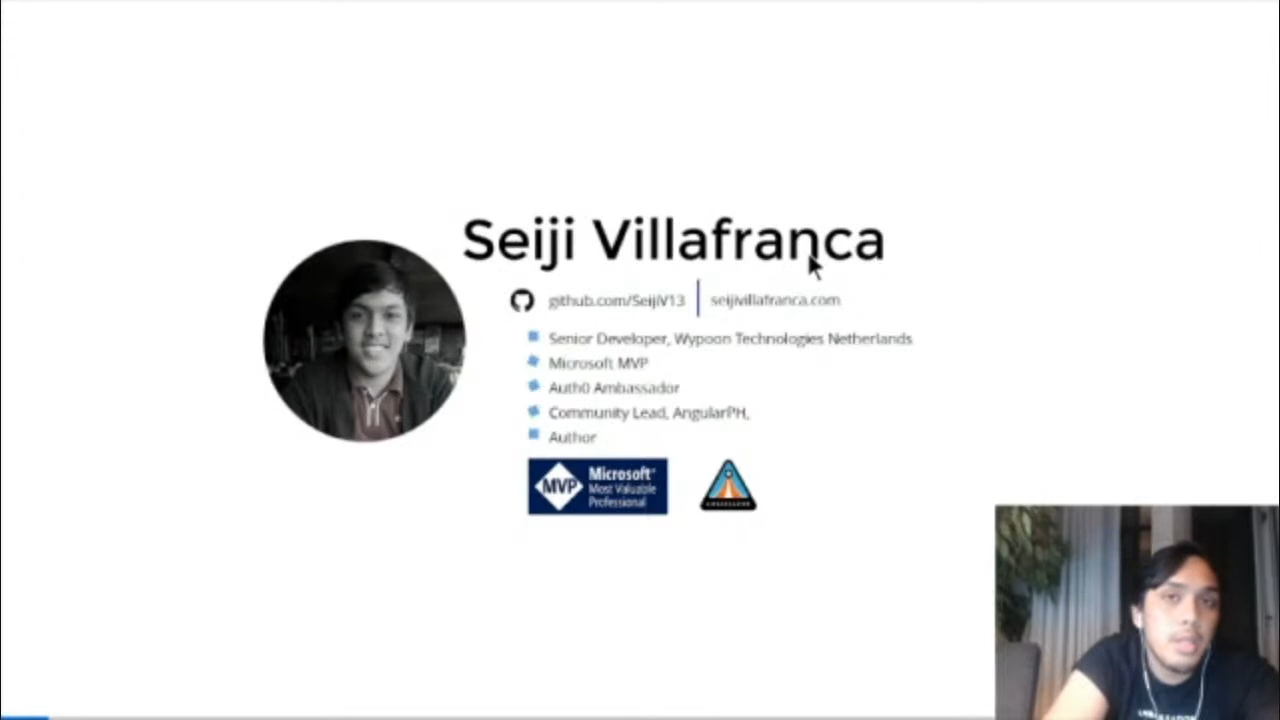 Seiji Villafranca
github.com/SeijiV13
seijivillafranca.com
Senior Developer, Wypoon Technologies Netherlands
Microsoft MVP
Auth0 Ambassador
Community Lead, AngularPH,
Author
MVP
Microsoft®
Most Valuable
Professional
AMBASSADOR